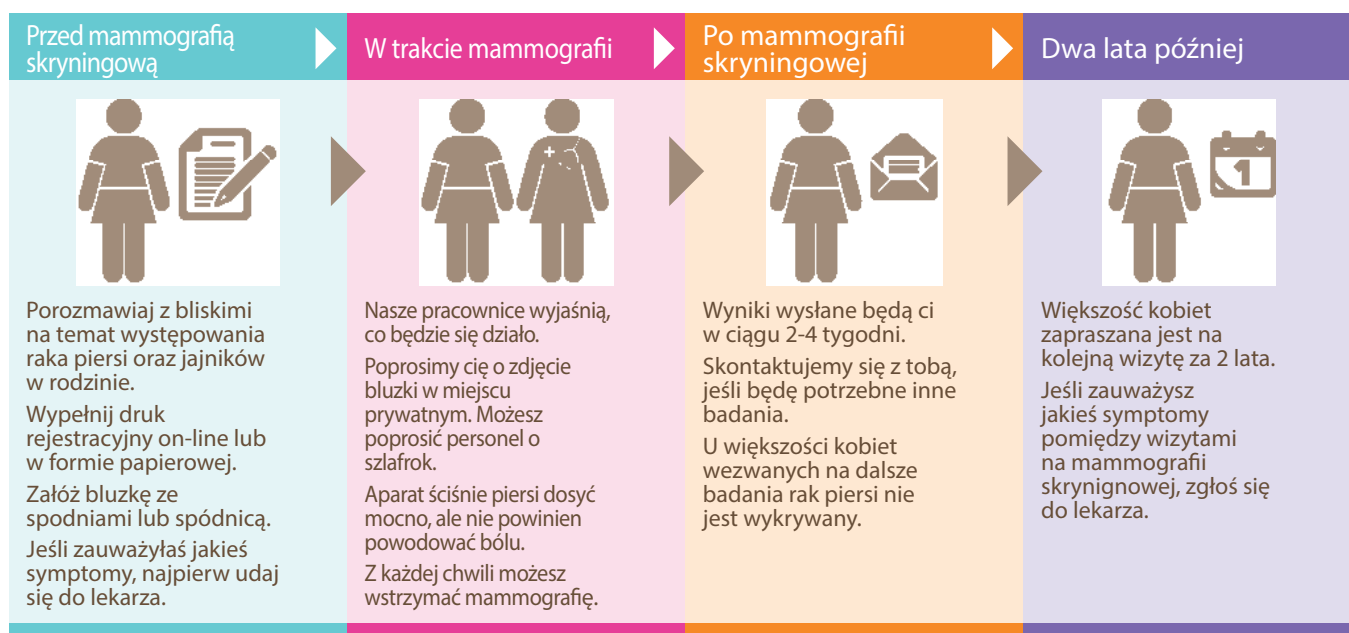 Przed mammografią
skryningową
Porozmawiaj z bliskimi
na temat występowania
raka piersi oraz jajników
w rodzinie.
Wypełnij druk
rejestracyjny on-line lub
w formie papierowej.
Załóż bluzkę ze
spodniami lub spódnicą.
Jeśli zauważyłaś jakieś
symptomy, najpierw udaj
się do lekarza.
W trakcie mammografii
Nasze pracownice wyjaśnią,
co będzie się działo.
Poprosimy cię o zdjęcie
bluzki w miejscu
prywatnym. Możesz
poprosić personel o
szlafrok.
Aparat ściśnie piersi dosyć
mocno, ale nie powinien
powodować bólu.
Z każdej chwili możesz
wstrzymać mammografię.
Po mammografii
skryningowej
Wyniki wysłane będą ci
w ciągu 2-4 tygodni.
Skontaktujemy się z tobą,
jeśli będę potrzebne inne
badania.
U większości kobiet
wezwanych na dalsze
badania rak piersi nie
jest wykrywany.
Dwa lata później
1
Większość kobiet
zapraszana jest na
kolejną wizytę za 2 lata.
Jeśli zauważysz
jakieś symptomy
pomiędzy wizytami
na mammografii
skrynignowej, zgłoś się
do lekarza.